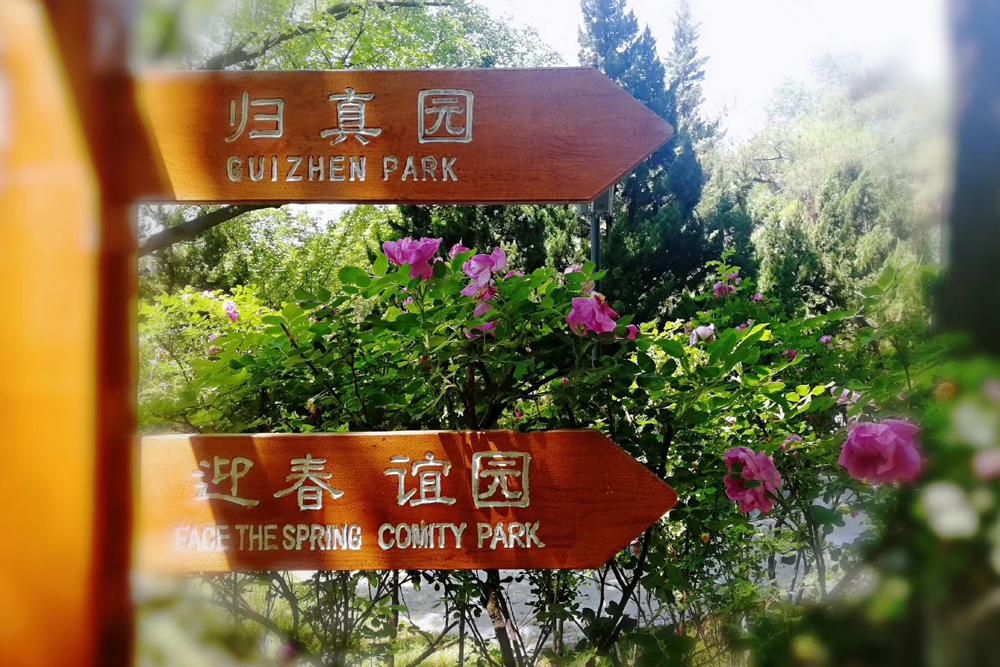 归真园
GUIZHEN PARK
迎春 谊园
FACE THE SPRING COMITY PARK